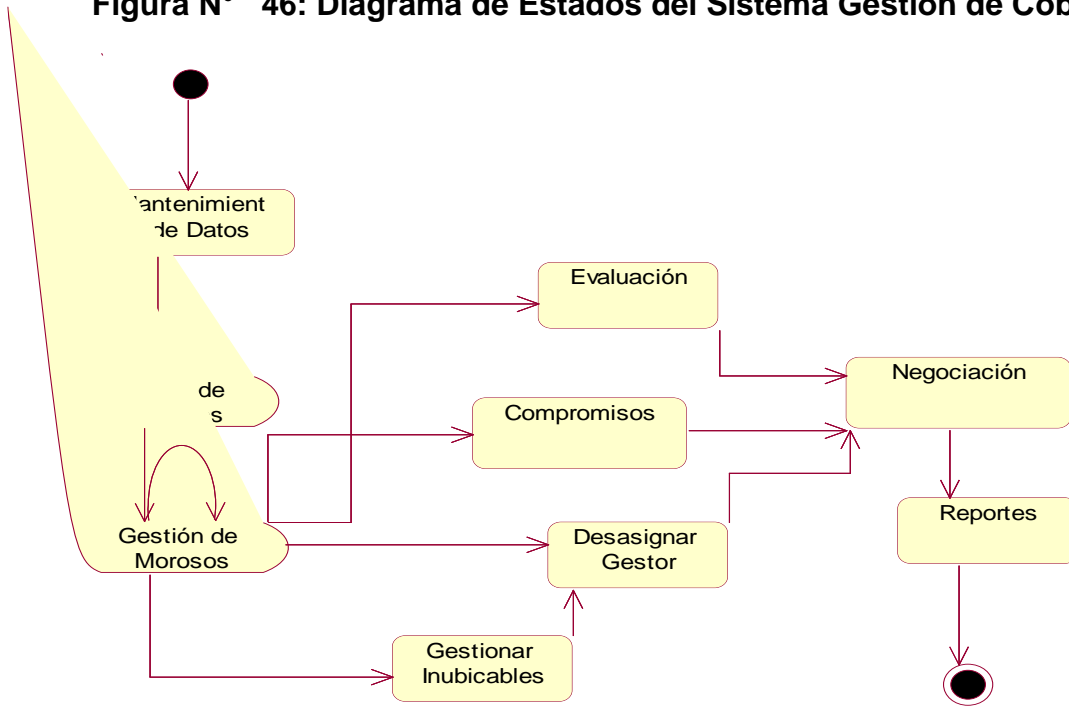 Figura N° 46: Diagrama de Estados del Sistema Gestión de Cob
antenimient
de Datos
Evaluación
Negociación
de
s
Compromisos
Reportes
Gestión de
Morosos
Desasignar
Gestor
Gestionar
Inubicables